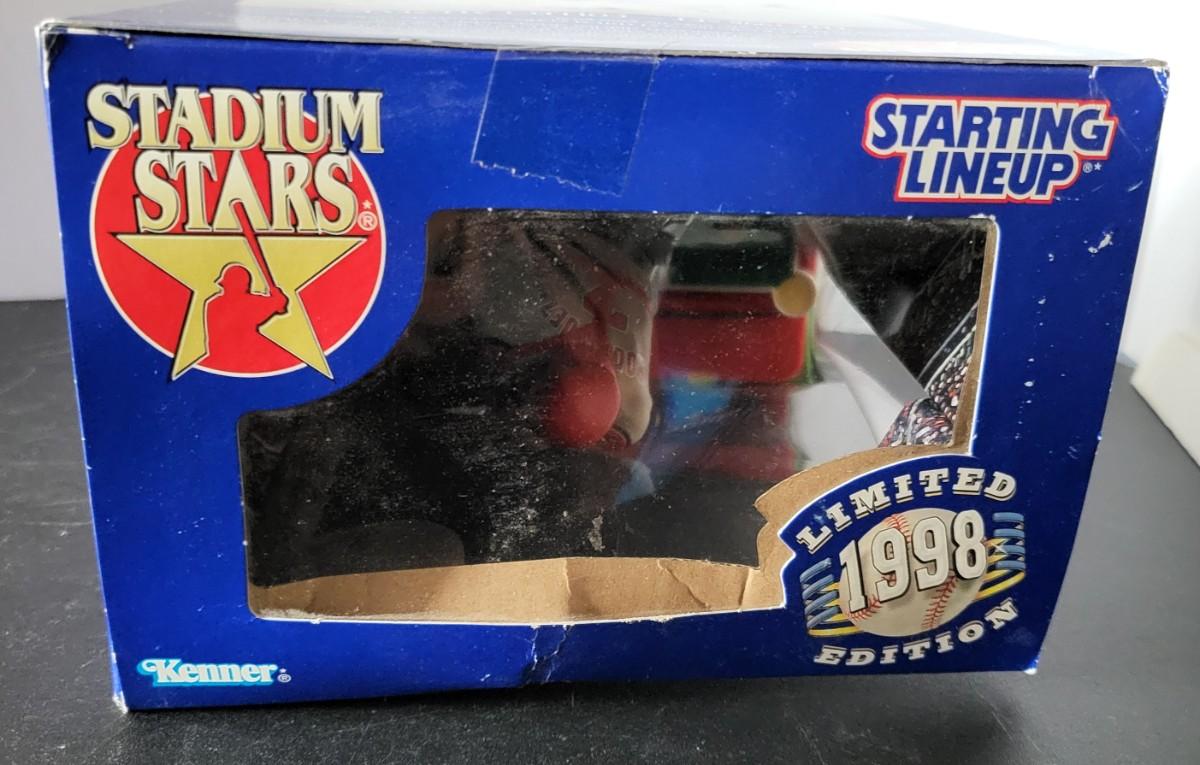 STADIUM
STARS®
STARTING
LINEUP®*
LIMITED
1998
EDITION
Kenner®